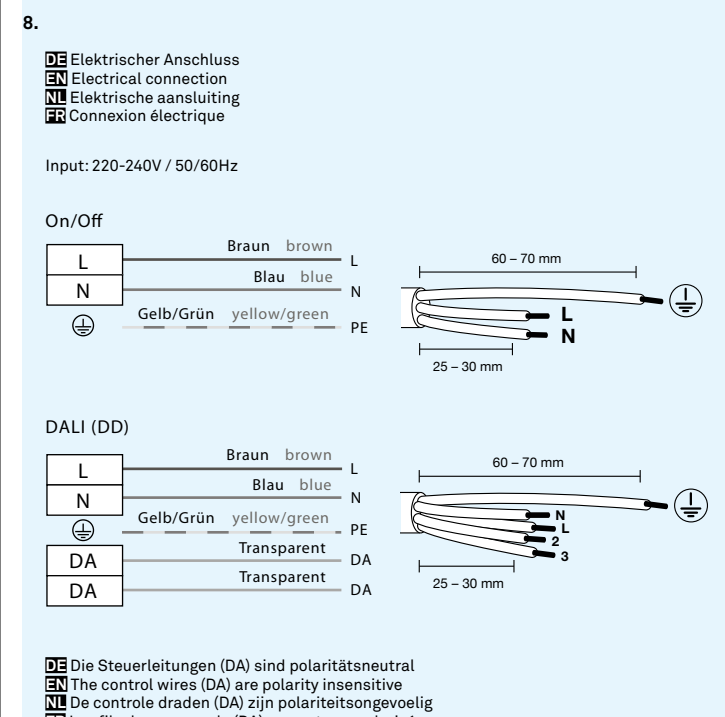 8.
DE Elektrischer Anschluss
EN Electrical connection
NL Elektrische aansluiting
FR Connexion électrique
Input: 220-240V / 50/60Hz
On/Off
L Braun brown L
N Blau blue N
Gelb/Grün yellow/green PE
60 – 70 mm
L
N
25 – 30 mm
DALI (DD)
L Braun brown L
N Blau blue N
Gelb/Grün yellow/green PE
DA Transparent DA
DA Transparent DA
60 – 70 mm
N
L
2
3
25 – 30 mm
DE Die Steuerleitungen (DA) sind polaritätsneutral
EN The control wires (DA) are polarity insensitive
NL De controle draden (DA) zijn polariteitsongevoelig